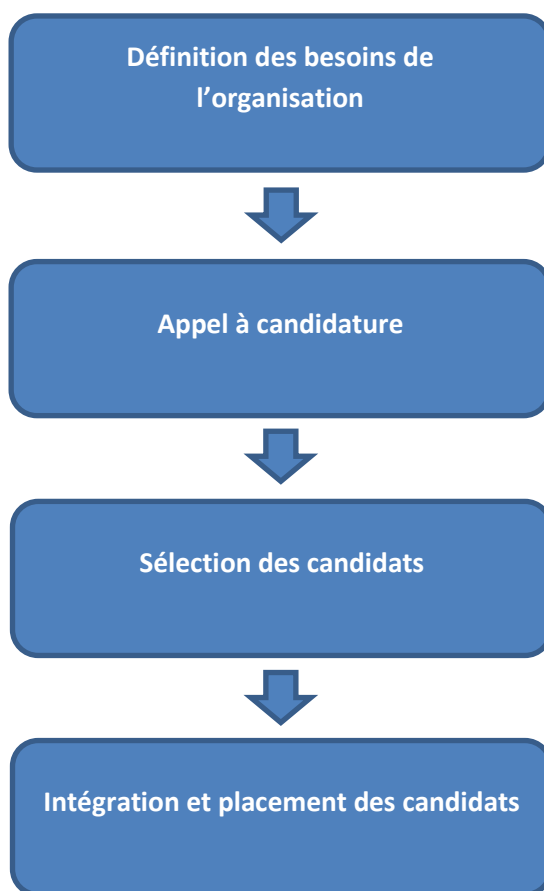 Définition des besoins de
l’organisation
Appel à candidature
Sélection des candidats
Intégration et placement des candidats